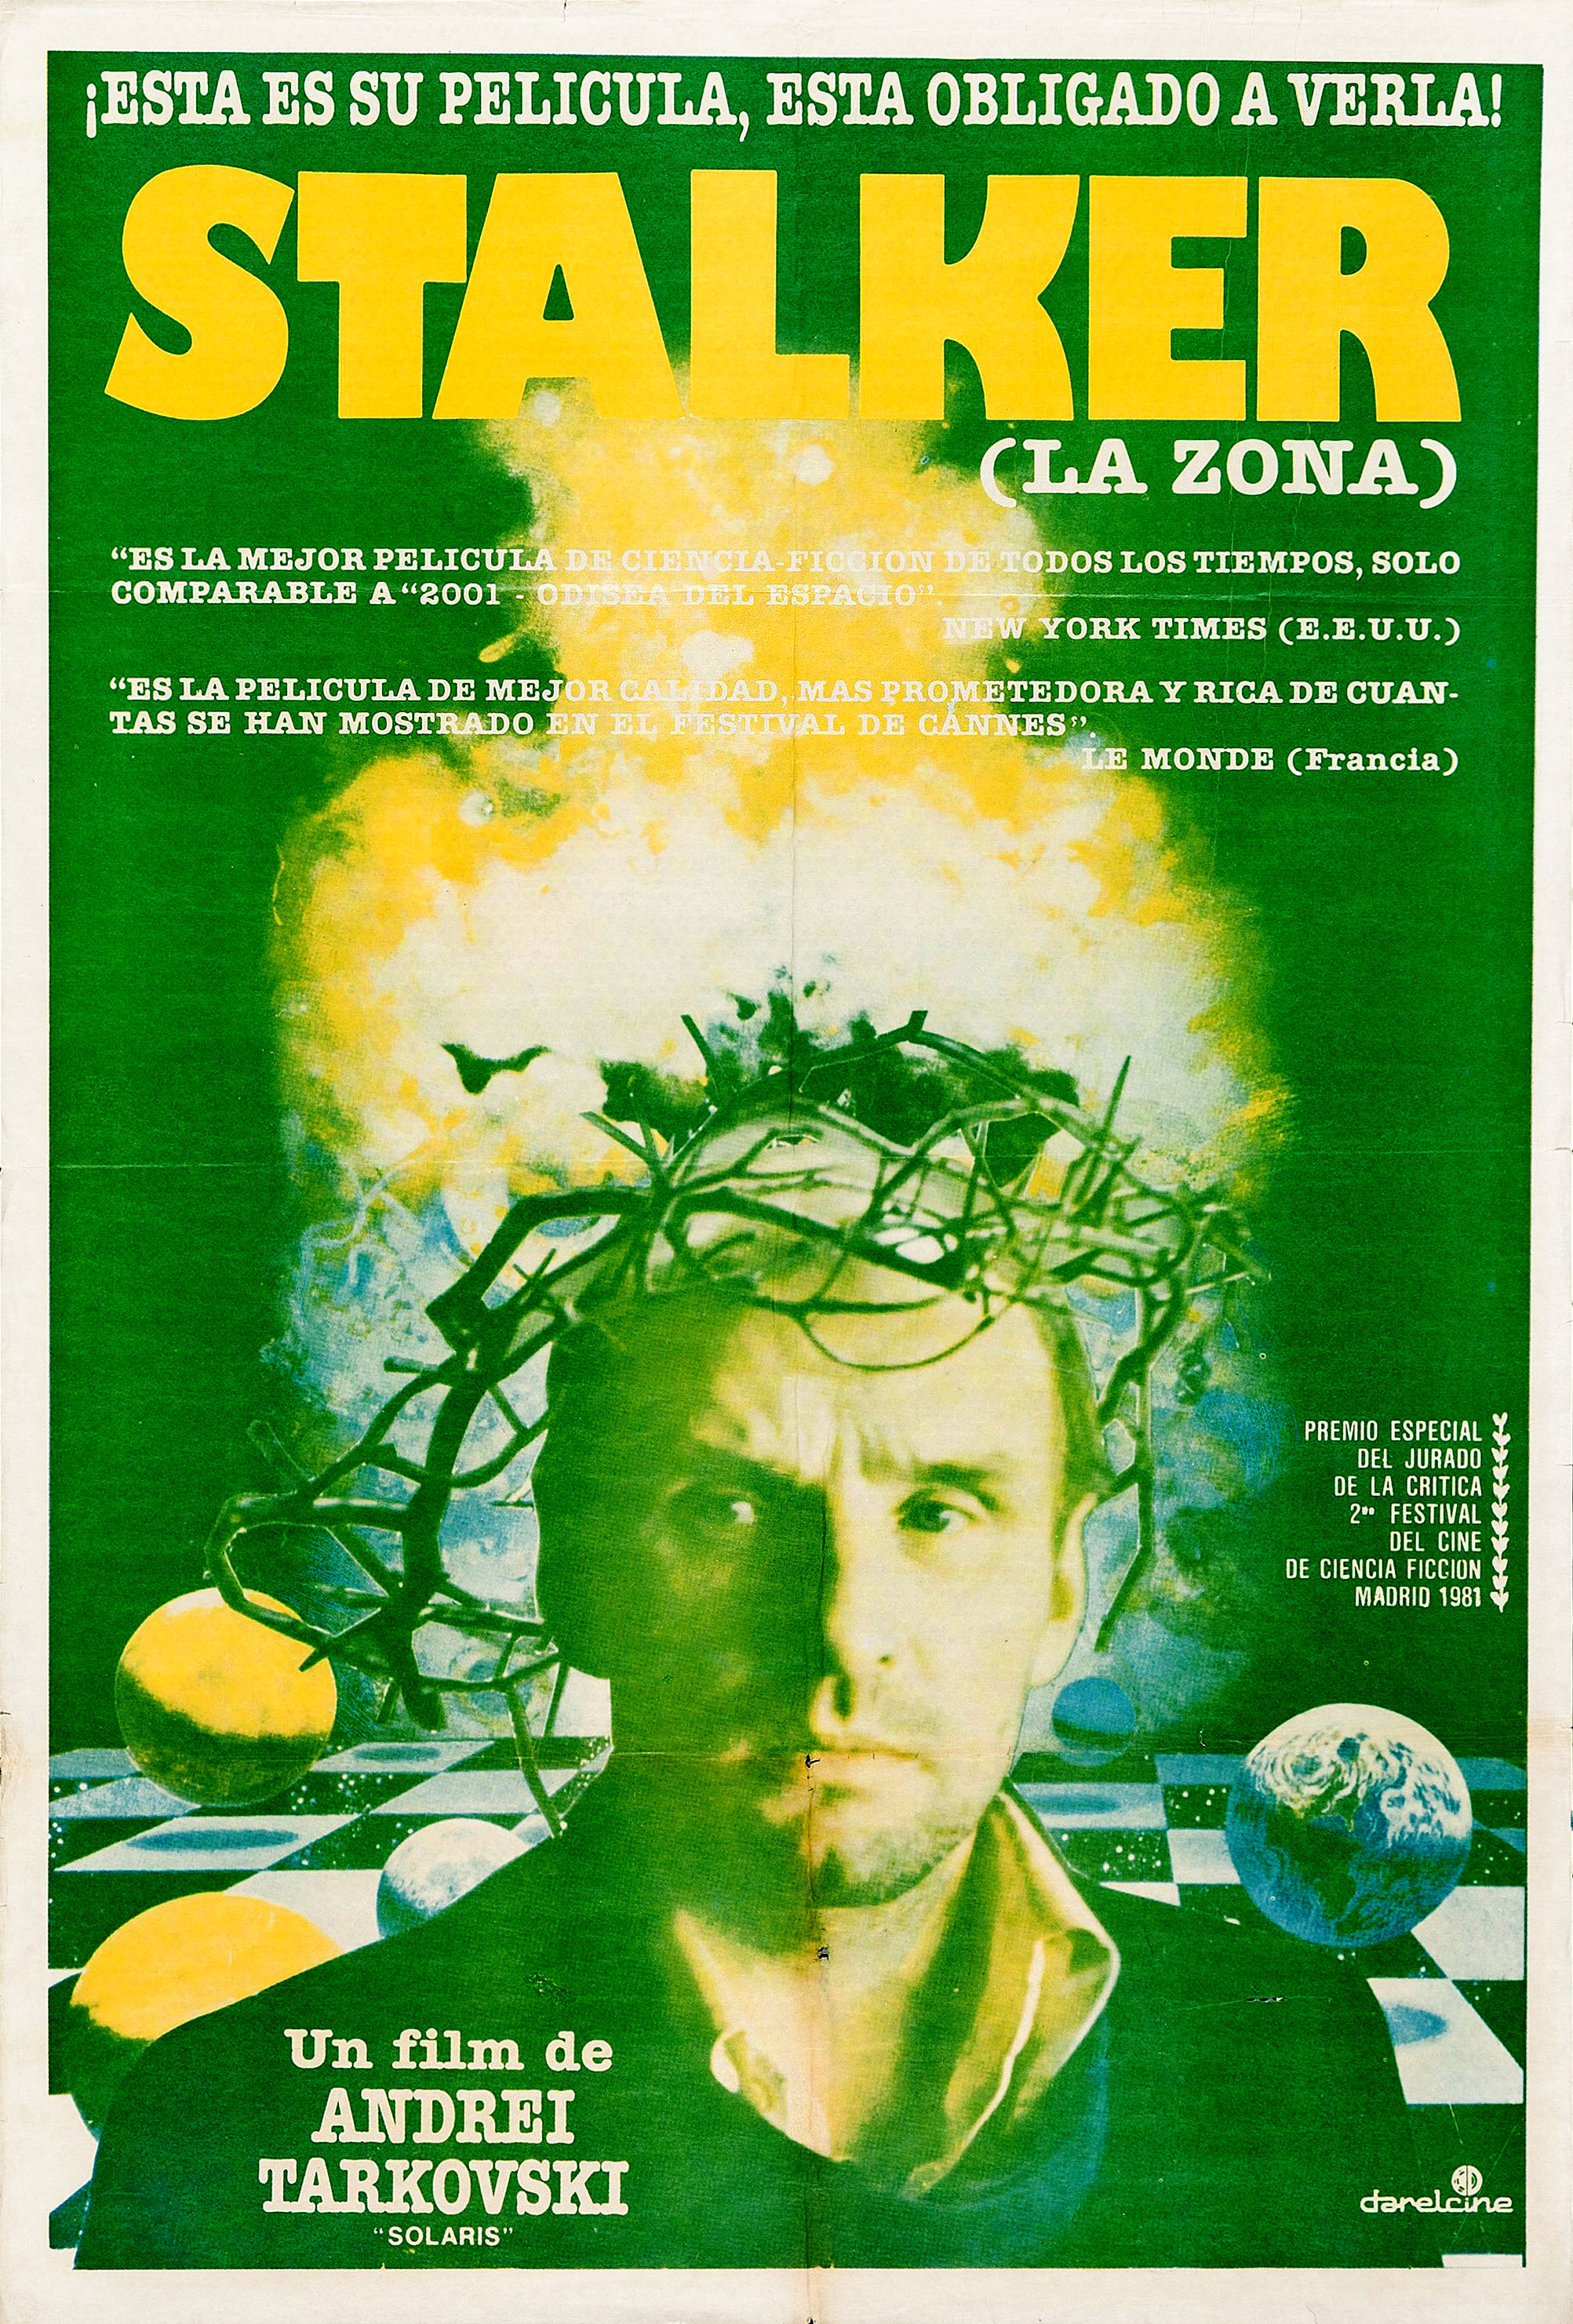 ¡ESTA ES SU PELICULA, ESTA OBLIGADO A VERLA!
STALKER
(LA ZONA)
“ES LA MEJOR PELICULA DE CIENCIA-FICCION DE TODOS LOS TIEMPOS, SOLO
COMPARABLE A “2001 - ODISEA DEL ESPACIO”.
NEW YORK TIMES (E.E.U.U.)
“ES LA PELICULA DE MEJOR CALIDAD, MAS PROMETEDORA Y RICA DE CUAN-
TAS SE HAN MOSTRADO EN EL FESTIVAL DE CANNES”.
LE MONDE (Francia)
PREMIO ESPECIAL
DEL JURADO
DE LA CRITICA
2º FESTIVAL
DEL CINE
DE CIENCIA FICCION
MADRID 1981
Un film de
ANDREI
TARKOVSKI
“SOLARIS”
darelcine